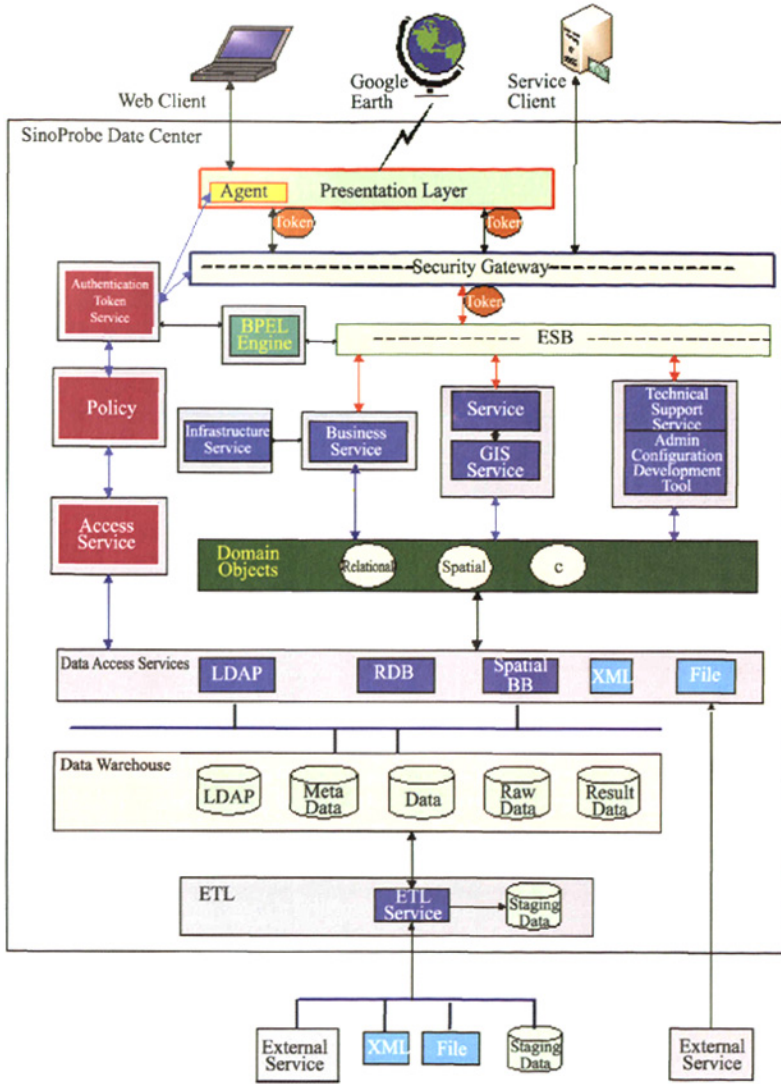 Web Client
Google
Earth
Service
Client
SinoProbe Date Center
Agent
Presentation Layer
Token
Token
Security Gateway
Authentication
Token
Service
Token
BPEL
Engine
ESB
Policy
Infrastructure
Service
Business
Service
Service
GIS
Service
Technical
Support
Service
Admin
Configuration
Development
Tool
Access
Service
Domain
Objects
Relational
Spatial
c
Data Access Services
LDAP
RDB
Spatial
BB
XML
File
Data Warehouse
LDAP
Meta
Data
Data
Raw
Data
Result
Data
ETL
ETL
Service
Staging
Data
External
Service
XML
File
Staging
Data
External
Service